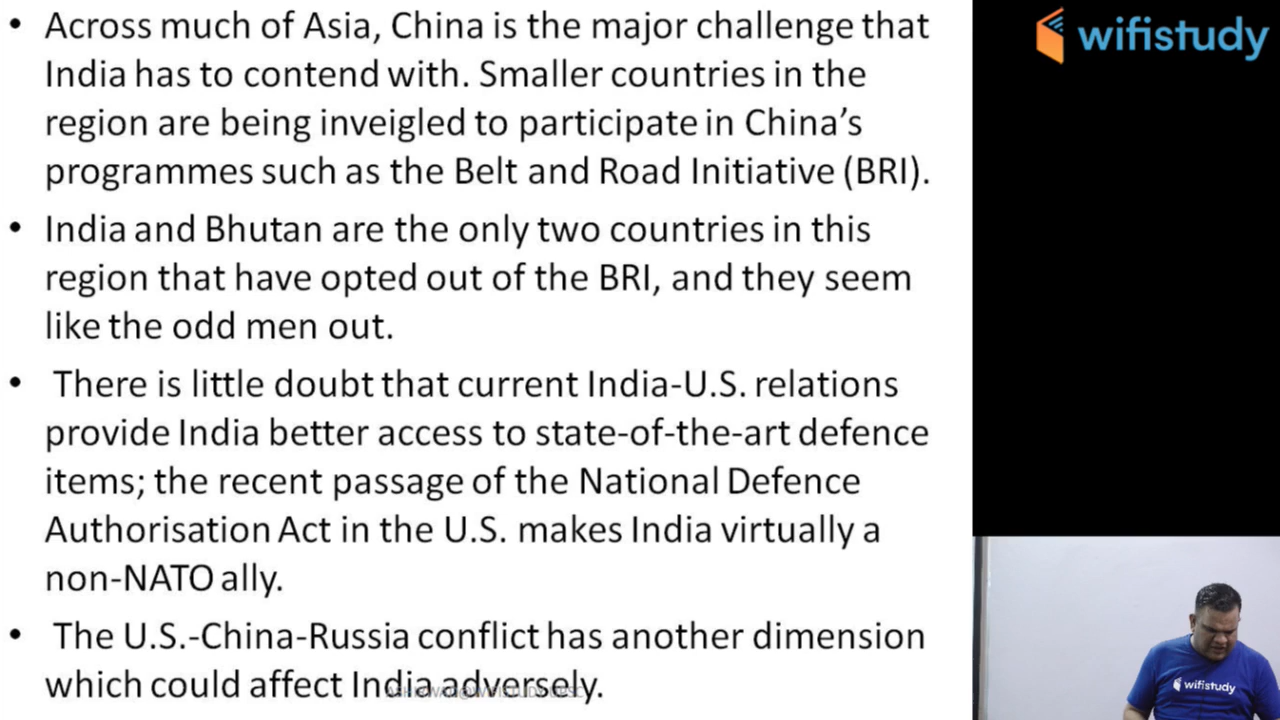 • Across much of Asia, China is the major challenge that
India has to contend with. Smaller countries in the
region are being inveigled to participate in China’s
programmes such as the Belt and Road Initiative (BRI).
• India and Bhutan are the only two countries in this
region that have opted out of the BRI, and they seem
like the odd men out.
• There is little doubt that current India-U.S. relations
provide India better access to state-of-the-art defence
items; the recent passage of the National Defence
Authorisation Act in the U.S. makes India virtually a
non-NATO ally.
• The U.S.-China-Russia conflict has another dimension
which could affect India adversely.
wifistudy
wifistudy